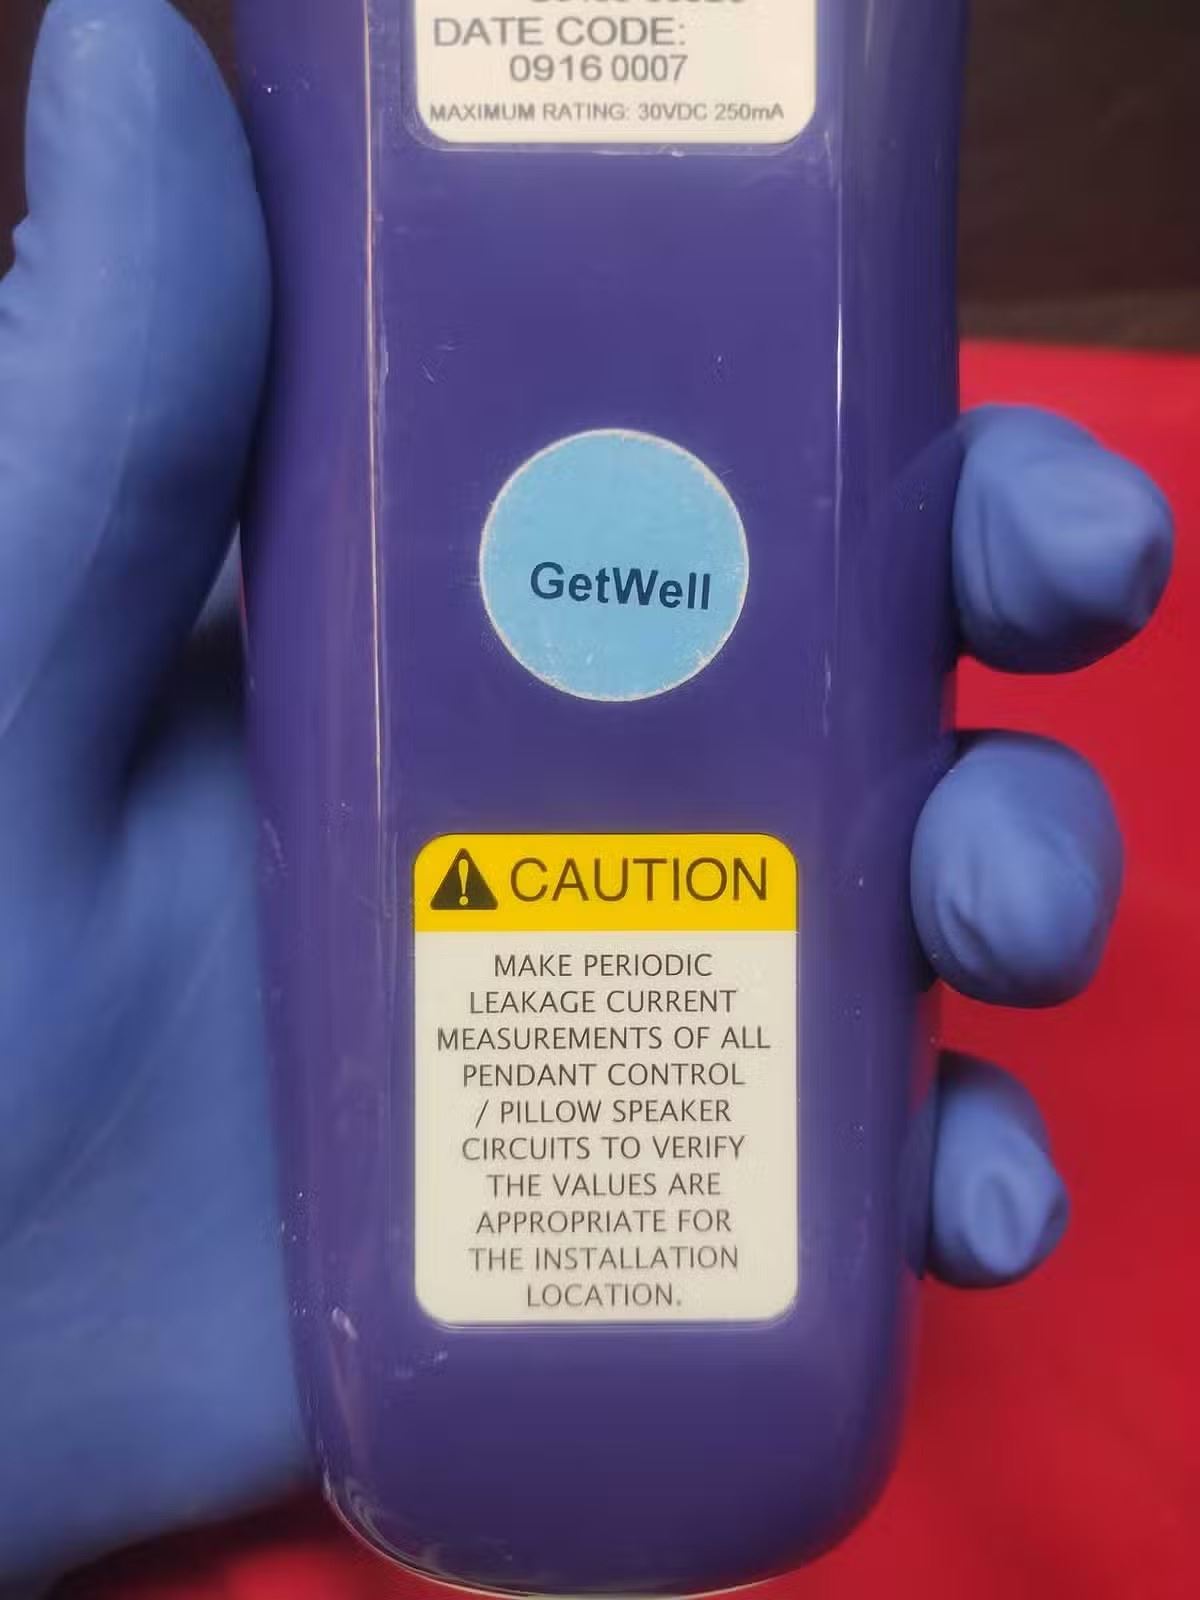 DATE CODE:
0916 0007
MAXIMUM RATING: 30VDC 250mA
GetWell
CAUTION
MAKE PERIODIC
LEAKAGE CURRENT
MEASUREMENTS OF ALL
PENDANT CONTROL
/ PILLOW SPEAKER
CIRCUITS TO VERIFY
THE VALUES ARE
APPROPRIATE FOR
THE INSTALLATION
LOCATION.